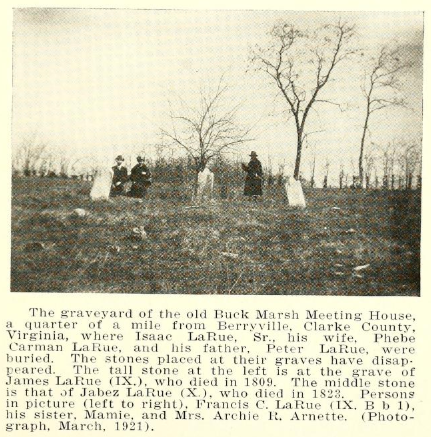 The graveyard of the old Buck Marsh Meeting House,
a quarter of a mile from Berryville, Clarke County,
Virginia, where Isaac LaRue, Sr., his wife, Phebe
Carman LaRue, and his father, Peter LaRue, were
buried. The stones placed at their graves have disap-
peared. The tall stone at the left is at the grave of
James LaRue (IX.), who died in 1809. The middle stone
is that of Jabez LaRue (X.), who died in 1823. Persons
in picture (left to right), Francis C. LaRue (IX, B b 1),
his sister, Mamie, and Mrs. Archie R. Arnette. (Photo-
graph, March, 1921).